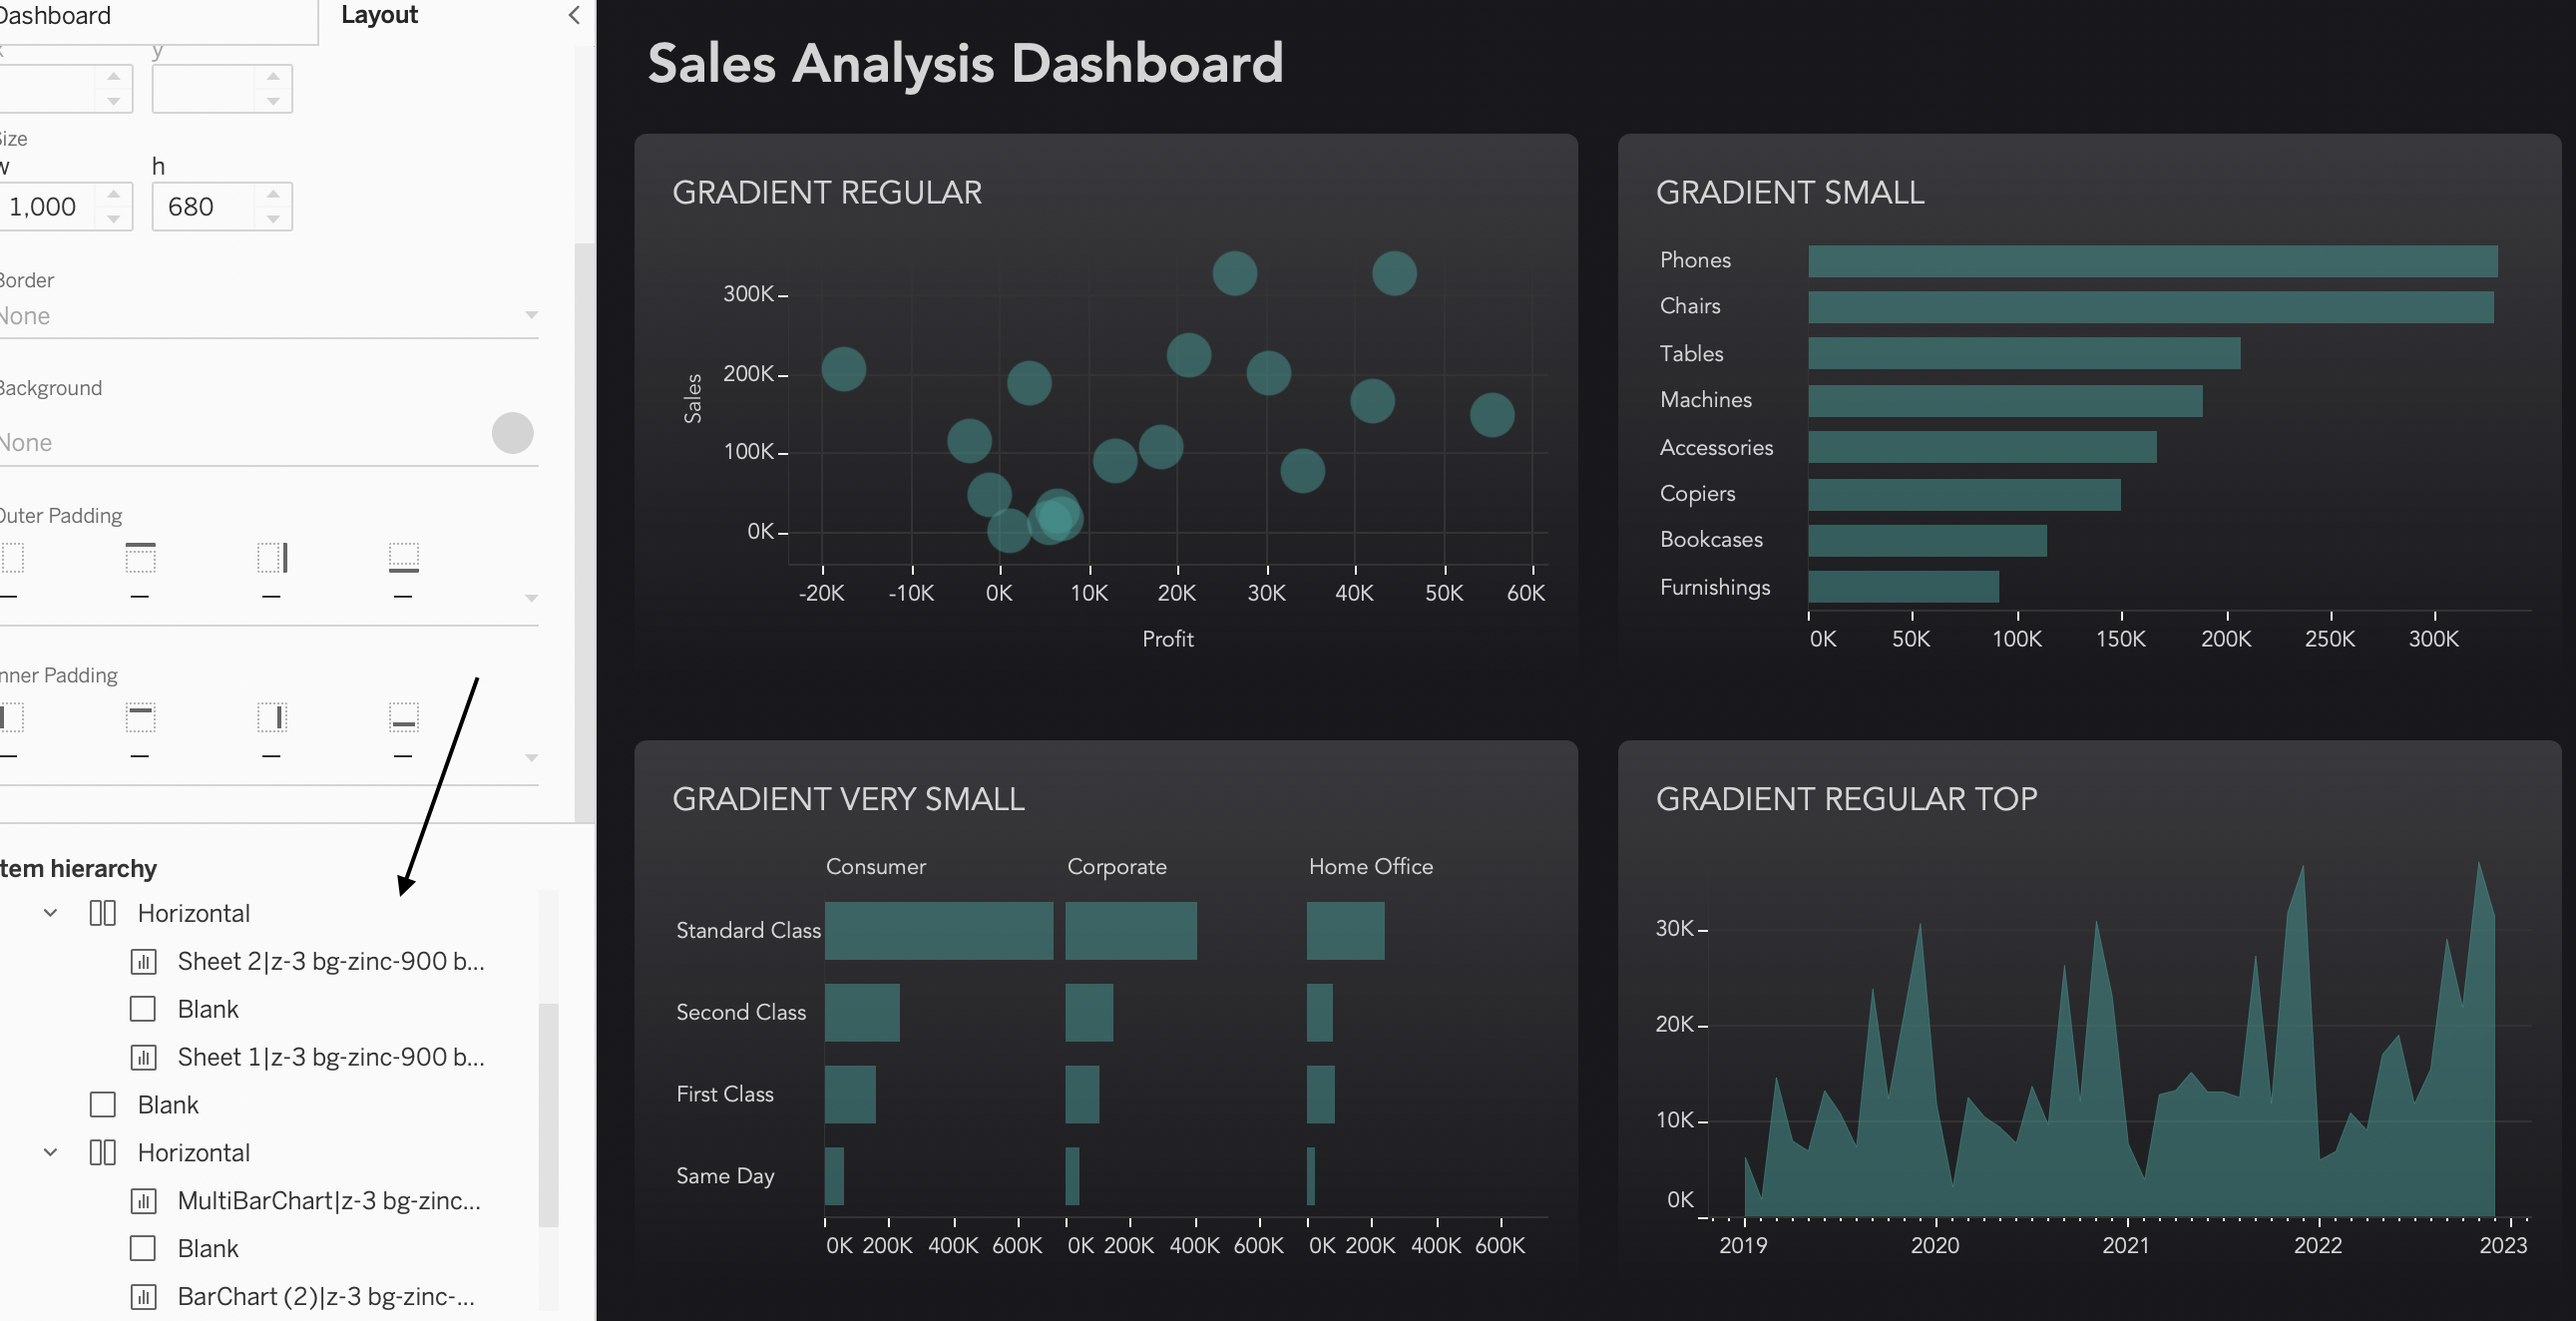 Dashboard
Layout
x
y
Size
w
h
1,000
680
Border
None
Background
None
Outer Padding
Inner Padding
Item hierarchy
Horizontal
Sheet 2|z-3 bg-zinc-900 b...
Blank
Sheet 1|z-3 bg-zinc-900 b...
Blank
Horizontal
MultiBarChart|z-3 bg-zinc...
Blank
BarChart (2)|z-3 bg-zinc-...
Sales Analysis Dashboard
GRADIENT REGULAR
Sales
300K
200K
100K
0K
-20K -10K 0K 10K 20K 30K 40K 50K 60K
Profit
GRADIENT SMALL
Phones
Chairs
Tables
Machines
Accessories
Copiers
Bookcases
Furnishings
0K 50K 100K 150K 200K 250K 300K
GRADIENT VERY SMALL
Consumer Corporate Home Office
Standard Class
Second Class
First Class
Same Day
0K 200K 400K 600K 0K 200K 400K 600K 0K 200K 400K 600K
GRADIENT REGULAR TOP
30K
20K
10K
0K
2019 2020 2021 2022 2023